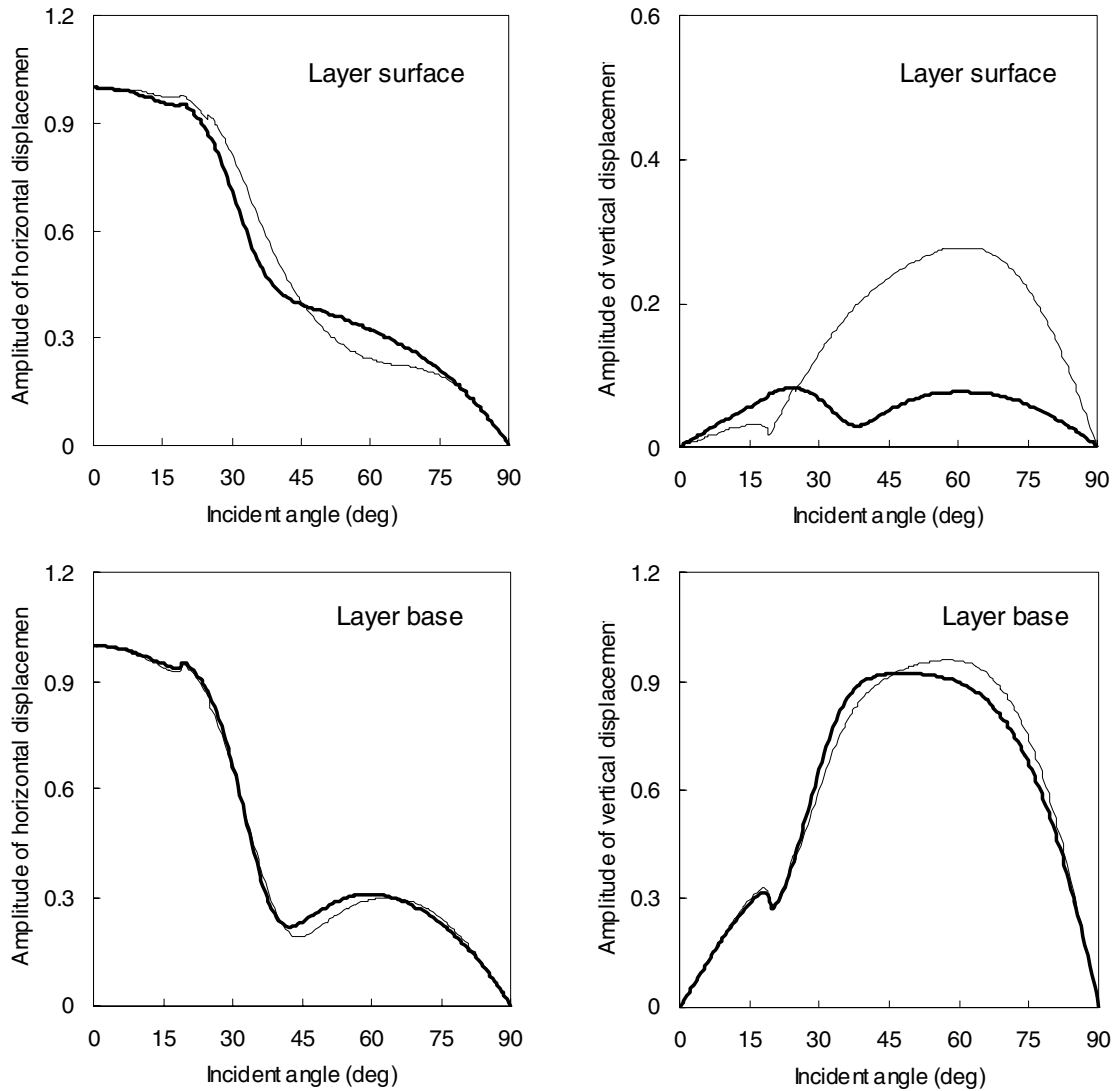 Amplitude of horizontal displacemen
1.2
0.9
0.6
0.3
0
Layer surface
0 15 30 45 60 75 90
Incident angle (deg)
Amplitude of vertical displacemen
0.6
0.4
0.2
0
Layer surface
0 15 30 45 60 75 90
Incident angle (deg)
Amplitude of horizontal displacemen
1.2
0.9
0.6
0.3
0
Layer base
0 15 30 45 60 75 90
Incident angle (deg)
Amplitude of vertical displacemen
1.2
0.9
0.6
0.3
0
Layer base
0 15 30 45 60 75 90
Incident angle (deg)